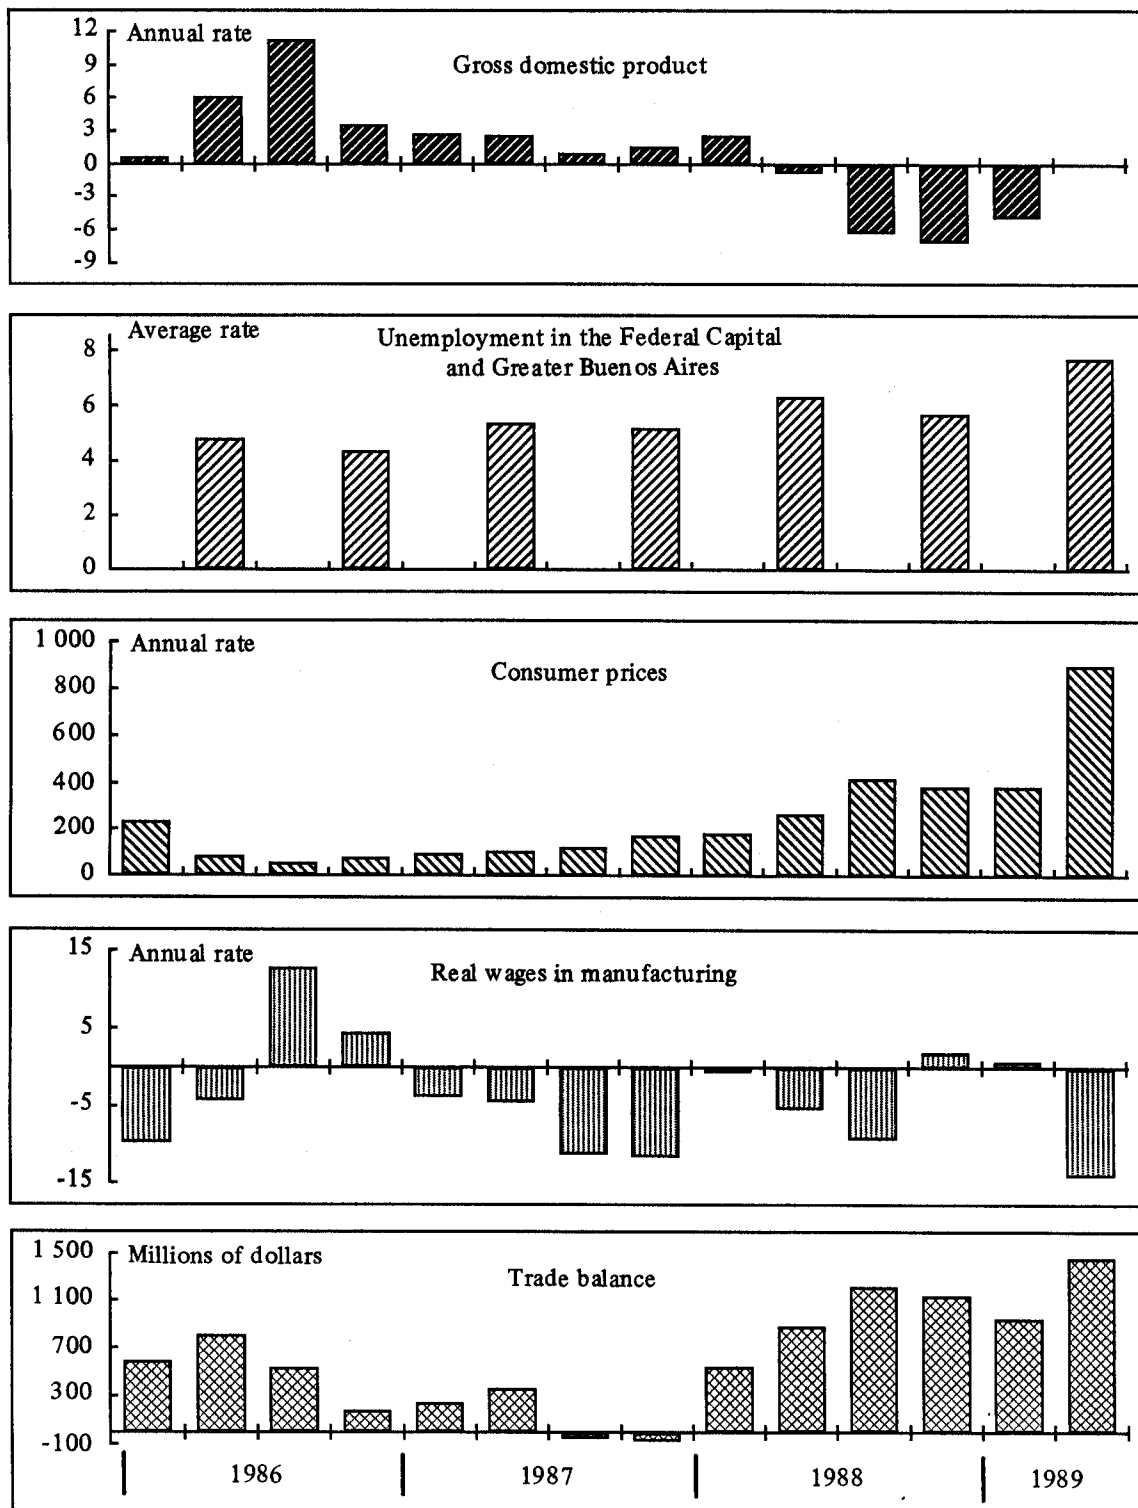 12
Annual rate
Gross domestic product
9
6
3
0
-3
-6
-9
Average rate
Unemployment in the Federal Capital
and Greater Buenos Aires
8
6
4
2
0
1 000
Annual rate
Consumer prices
800
600
400
200
0
15
Annual rate
Real wages in manufacturing
5
-5
-15
1 500
Millions of dollars
Trade balance
1 100
700
300
-100
1986
1987
1988
1989